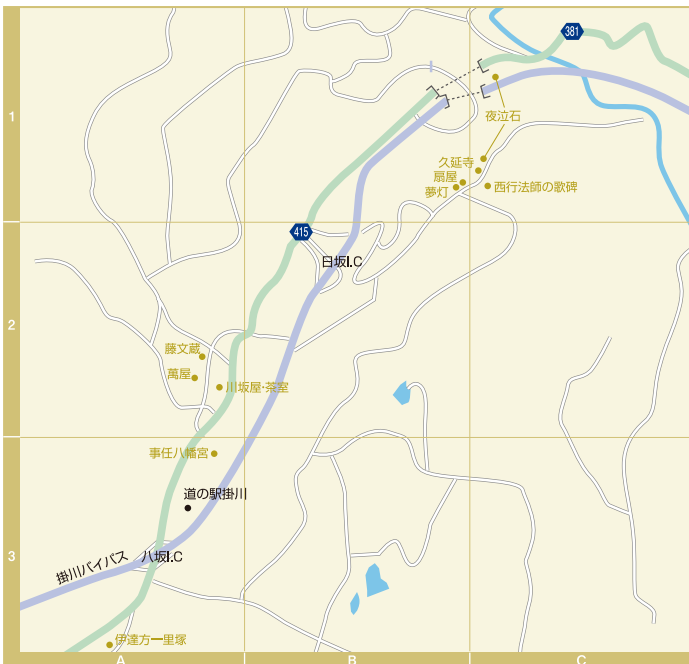 381
1
夜泣石
久延寺
扇屋
夢灯
西行法師の歌碑
415
日坂I.C
2
藤文蔵
萬屋
川坂屋・茶室
事任八幡宮
道の駅掛川
3
掛川バイパス
八坂I.C
伊達方一里塚
A
B
C